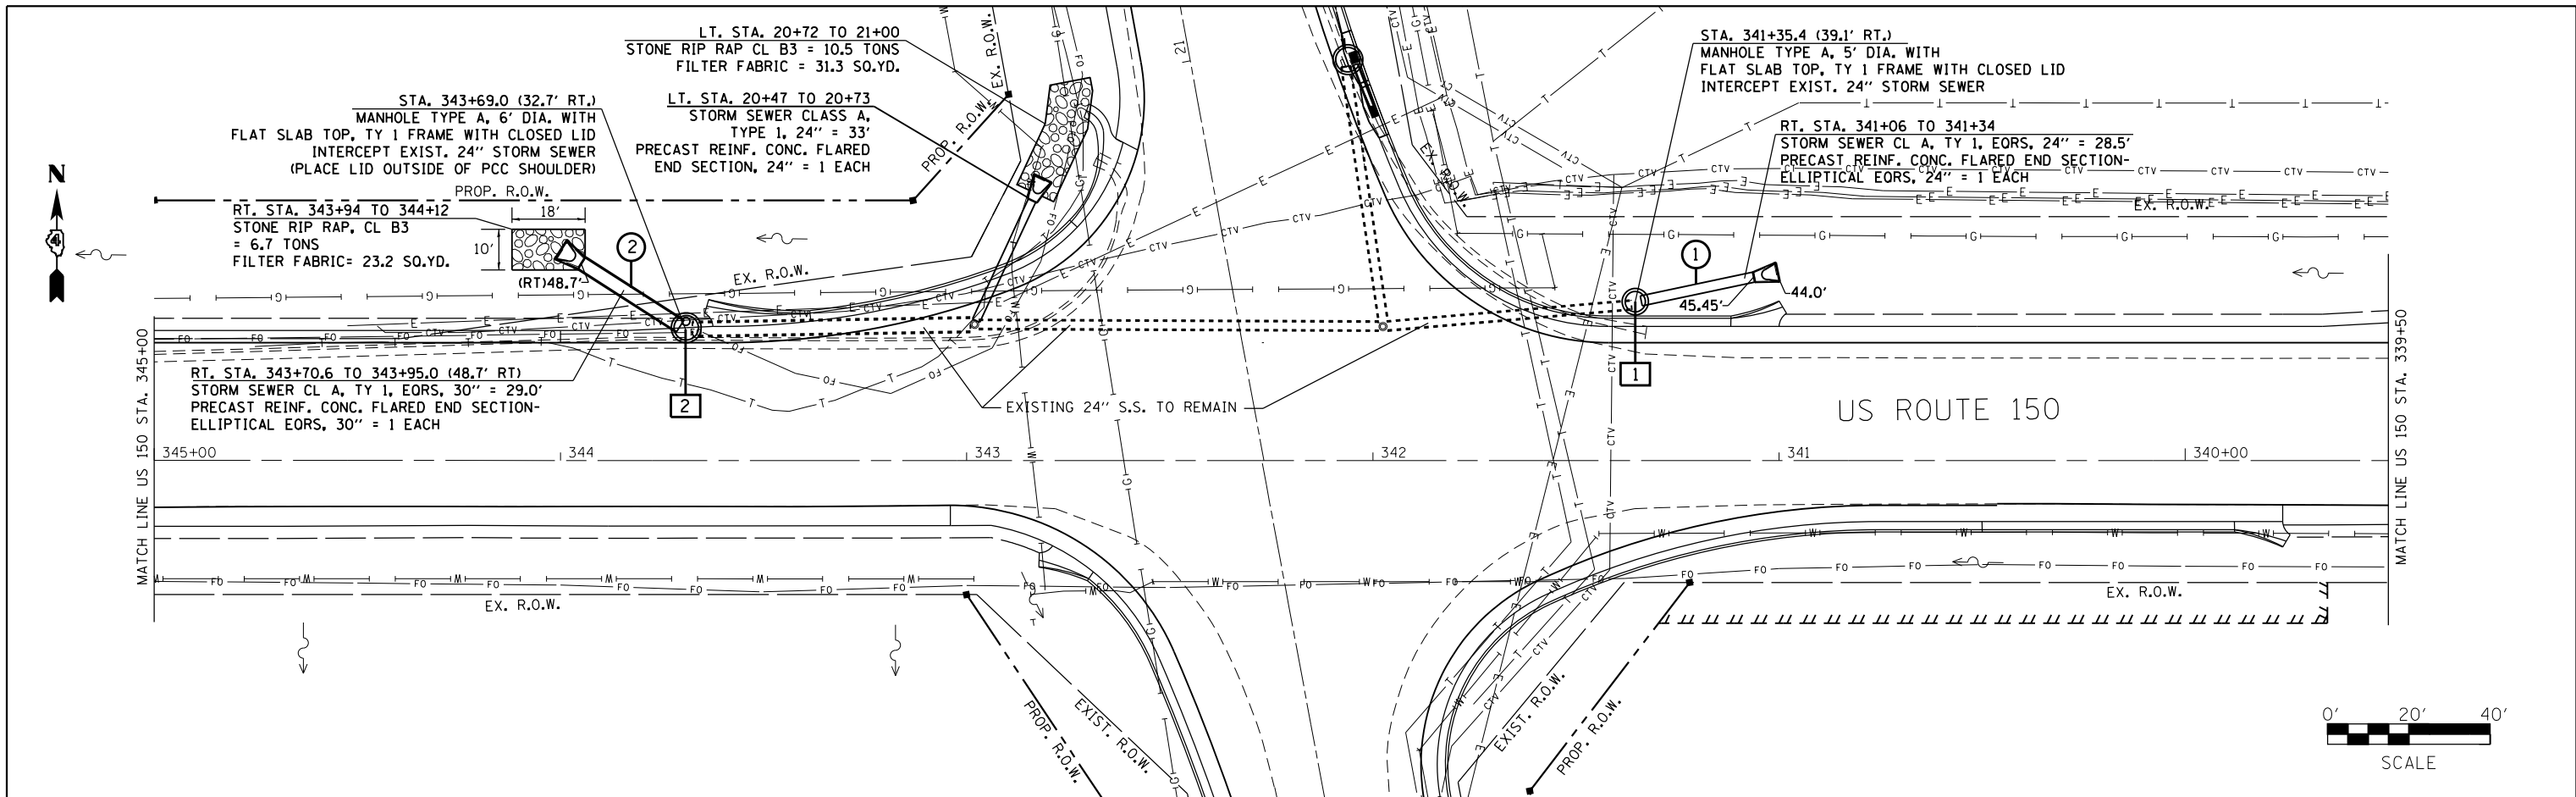 LT. STA. 20+72 TO 21+00
STONE RIP RAP CL B3 = 10.5 TONS
FILTER FABRIC = 31.3 SQ.YD.
LT. STA. 20+47 TO 20+73
STORM SEWER CLASS A,
TYPE 1, 24" = 33'
PRECAST REINF. CONC. FLARED
END SECTION, 24" = 1 EACH
STA. 343+69.0 (32.7' RT.)
MANHOLE TYPE A, 6' DIA. WITH
FLAT SLAB TOP, TY 1 FRAME WITH CLOSED LID
INTERCEPT EXIST. 24" STORM SEWER
(PLACE LID OUTSIDE OF PCC SHOULDER)
STA. 341+35.4 (39.1' RT.)
MANHOLE TYPE A, 5' DIA. WITH
FLAT SLAB TOP, TY 1 FRAME WITH CLOSED LID
INTERCEPT EXIST. 24" STORM SEWER
RT. STA. 341+06 TO 341+34
STORM SEWER CL A, TY 1, EQRS, 24" = 28.5'
PRECAST REINF. CONC. FLARED END SECTION-
ELLIPTICAL EQRS, 24" = 1 EACH
N
4
EX. R.O.W.
PROP. R.O.W.
EX. R.O.W.
PROP. R.O.W.
EX. R.O.W.
RT. STA. 343+94 TO 344+12
STONE RIP RAP, CL B3
= 6.7 TONS
FILTER FABRIC= 23.2 SQ.YD.
18'
10'
2
(RT)48.7'
EX. R.O.W.
1
45.45'
44.0'
21
RT. STA. 343+70.6 TO 343+95.0 (48.7' RT)
STORM SEWER CL A, TY 1, EQRS, 30" = 29.0'
PRECAST REINF. CONC. FLARED END SECTION-
ELLIPTICAL EQRS, 30" = 1 EACH
2
1
EXISTING 24" S.S. TO REMAIN
US ROUTE 150
MATCH LINE US 150 STA. 345+00
345+00
344
343
342
341
340+00
MATCH LINE US 150 STA. 339+50
EX. R.O.W.
EX. R.O.W.
PROP. R.O.W.
EXIST. R.O.W.
EXIST. R.O.W.
PROP. R.O.W.
0' 20' 40'
SCALE